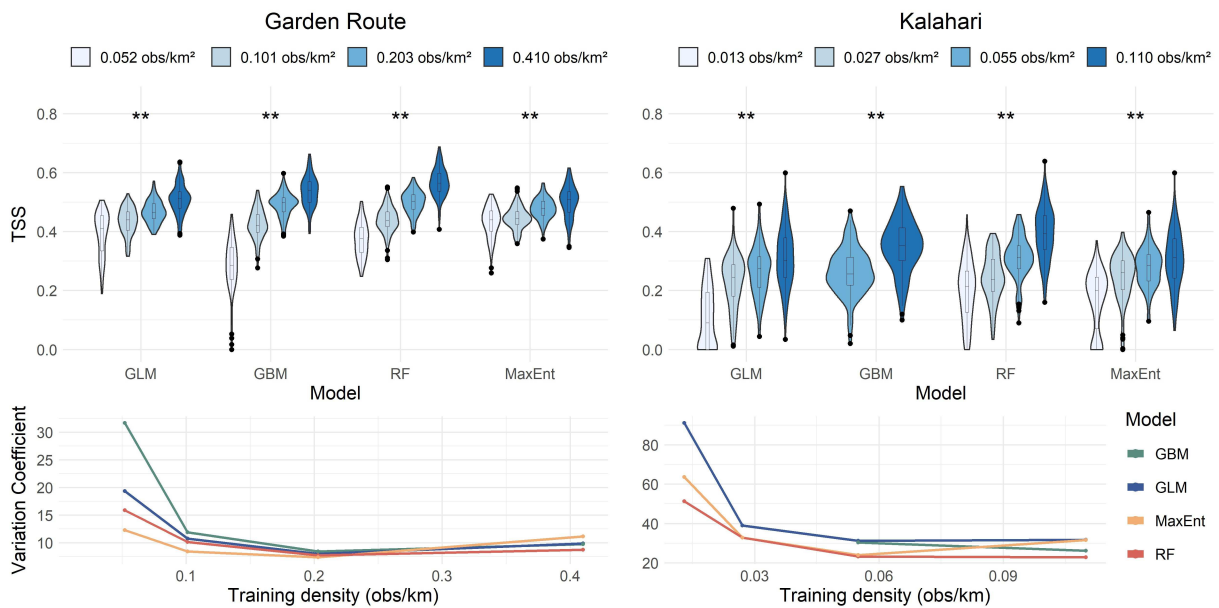 Garden Route
0.052 obs/km² 0.101 obs/km² 0.203 obs/km² 0.410 obs/km²
** ** ** **
TSS
0.8
0.6
0.4
0.2
0.0
GLM GBM RF MaxEnt
Model
Kalahari
0.013 obs/km² 0.027 obs/km² 0.055 obs/km² 0.110 obs/km²
** ** ** **
0.8
0.6
0.4
0.2
0.0
GLM GBM RF MaxEnt
Model
Variation Coefficient
30
25
20
15
10
0.1 0.2 0.3 0.4
Training density (obs/km)
80
60
40
20
0.03 0.06 0.09
Training density (obs/km)
Model
GBM
GLM
MaxEnt
RF